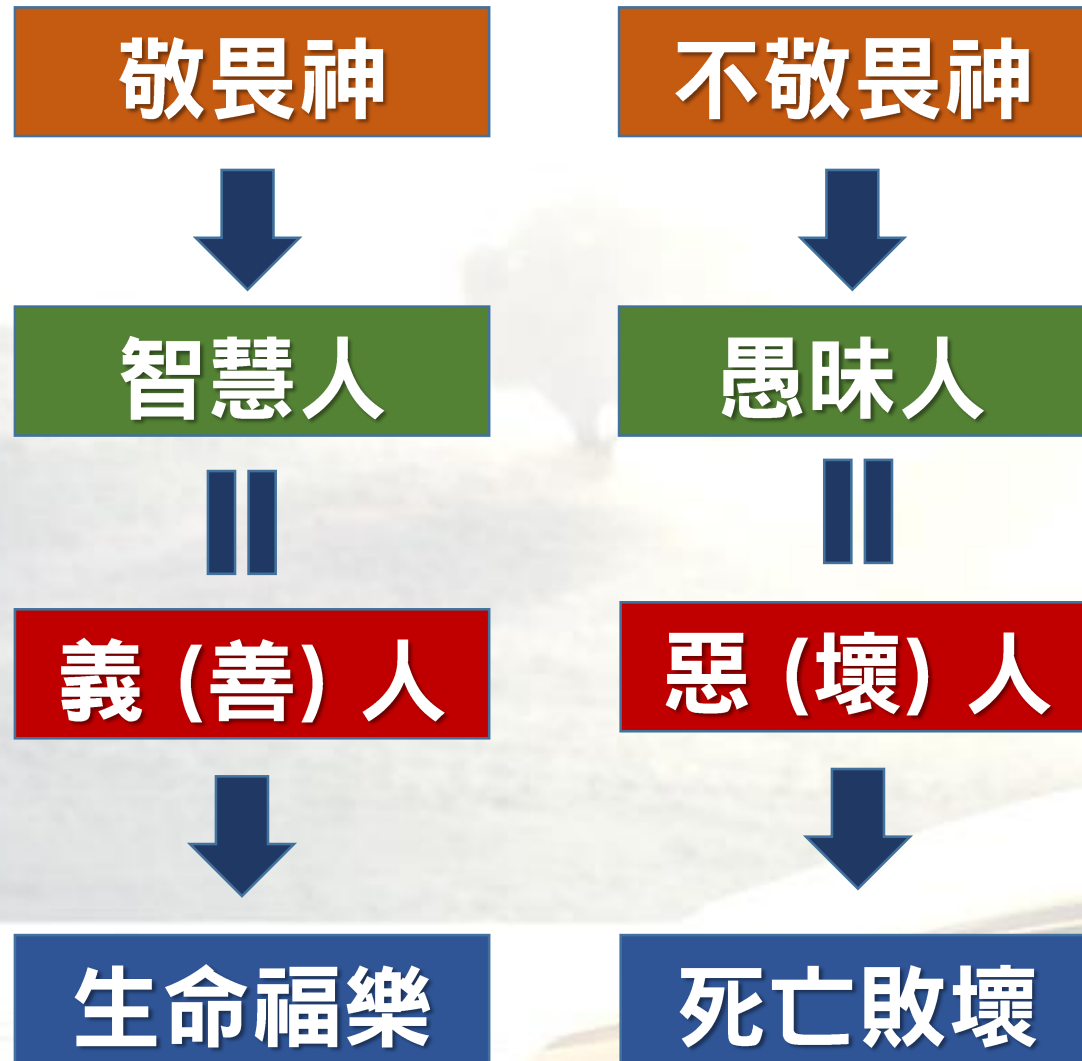 敬畏神
不敬畏神
智慧人
愚昧人
義 (善) 人
惡 (壞) 人
生命福樂
死亡敗壞